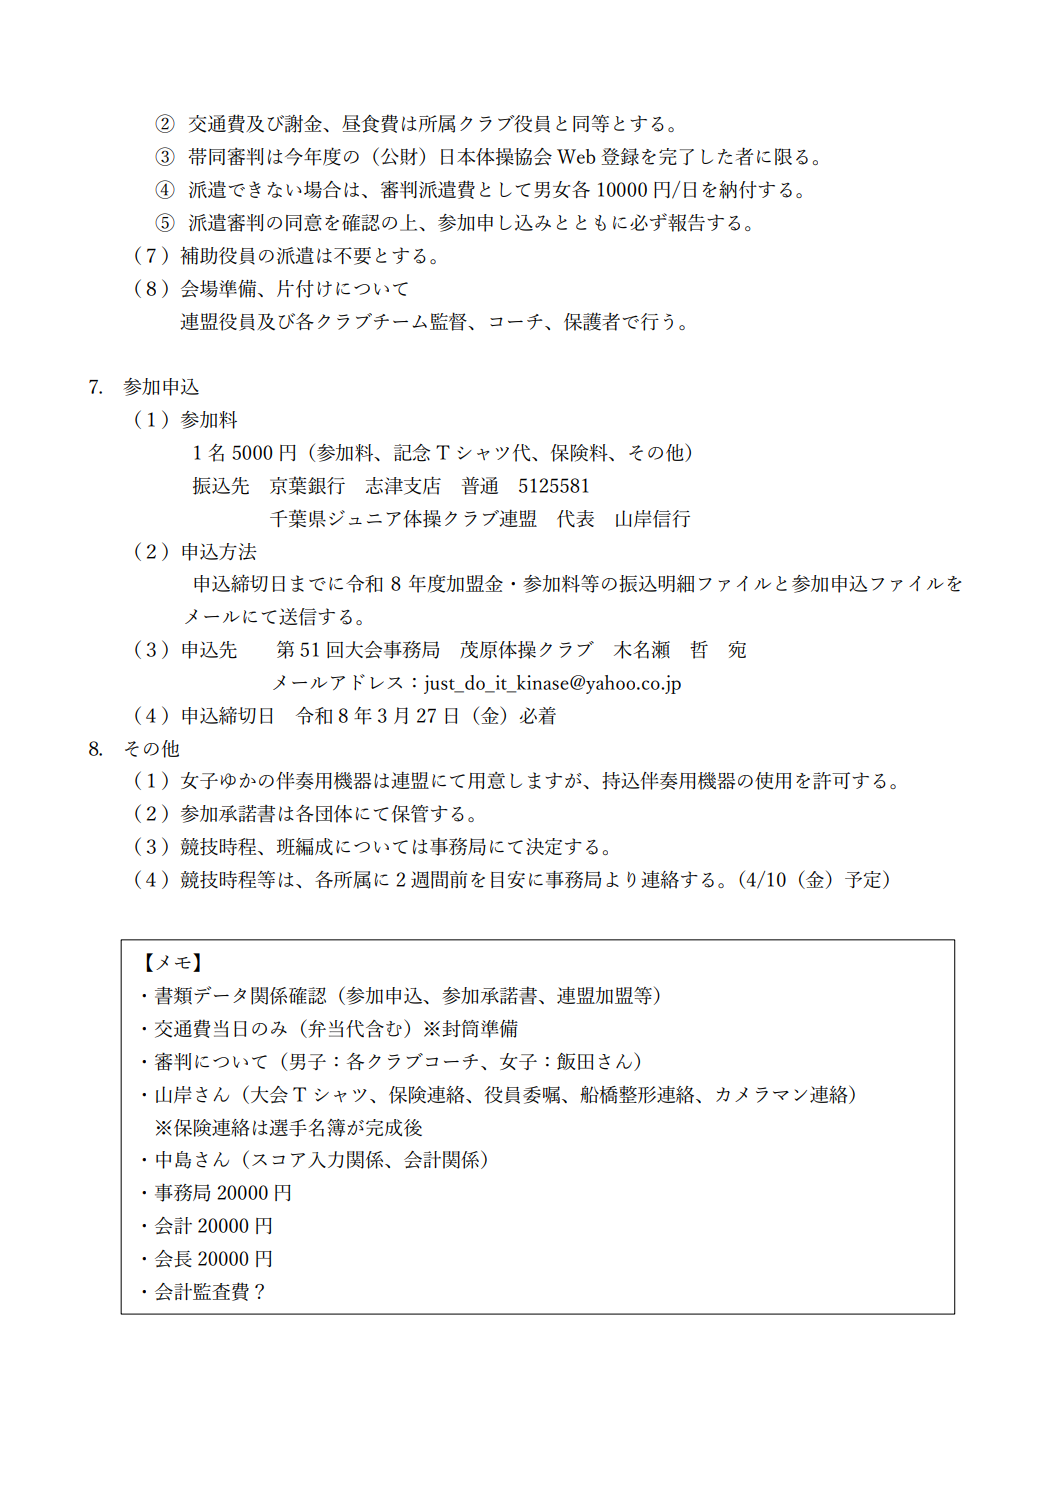 ② 交通費及び謝金、昼食費は所属クラブ役員と同等とする。
③ 帯同審判は今年度の（公財）日本体操協会 Web 登録を完了した者に限る。
④ 派遣できない場合は、審判派遣費として男女各 10000 円/日を納付する。
⑤ 派遣審判の同意を確認の上、参加申し込みとともに必ず報告する。
（7）補助役員の派遣は不要とする。
（8）会場準備、片付けについて
連盟役員及び各クラブチーム監督、コーチ、保護者で行う。
7. 参加申込
（1）参加料
1 名 5000 円（参加料、記念 T シャツ代、保険料、その他）
振込先　京葉銀行　志津支店　普通　5125581
千葉県ジュニア体操クラブ連盟　代表　山岸信行
（2）申込方法
申込締切日までに令和 8 年度加盟金・参加料等の振込明細ファイルと参加申込ファイルを
メールにて送信する。
（3）申込先　　第 51 回大会事務局　茂原体操クラブ　木名瀬　哲　宛
メールアドレス：just_do_it_kinase@yahoo.co.jp
（4）申込締切日　令和 8 年 3 月 27 日（金）必着
8. その他
（1）女子ゆかの伴奏用機器は連盟にて用意しますが、持込伴奏用機器の使用を許可する。
（2）参加承諾書は各団体にて保管する。
（3）競技時程、班編成については事務局にて決定する。
（4）競技時程等は、各所属に 2 週間前を目安に事務局より連絡する。（4/10（金）予定）
【メモ】
・書類データ関係確認（参加申込、参加承諾書、連盟加盟等）
・交通費当日のみ（弁当代含む）※封筒準備
・審判について（男子：各クラブコーチ、女子：飯田さん）
・山岸さん（大会 T シャツ、保険連絡、役員委嘱、船橋整形連絡、カメラマン連絡）
※保険連絡は選手名簿が完成後
・中島さん（スコア入力関係、会計関係）
・事務局 20000 円
・会計 20000 円
・会長 20000 円
・会計監査費？